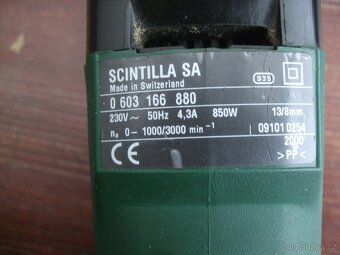 SCINTILLA SA
Made in Switzerland
935
0 603 166 880
230V~ 50Hz 4,3A 850W 13/8mm
n₀ 0-1000/3000 min⁻¹ 091010254
2000
CE >PP<